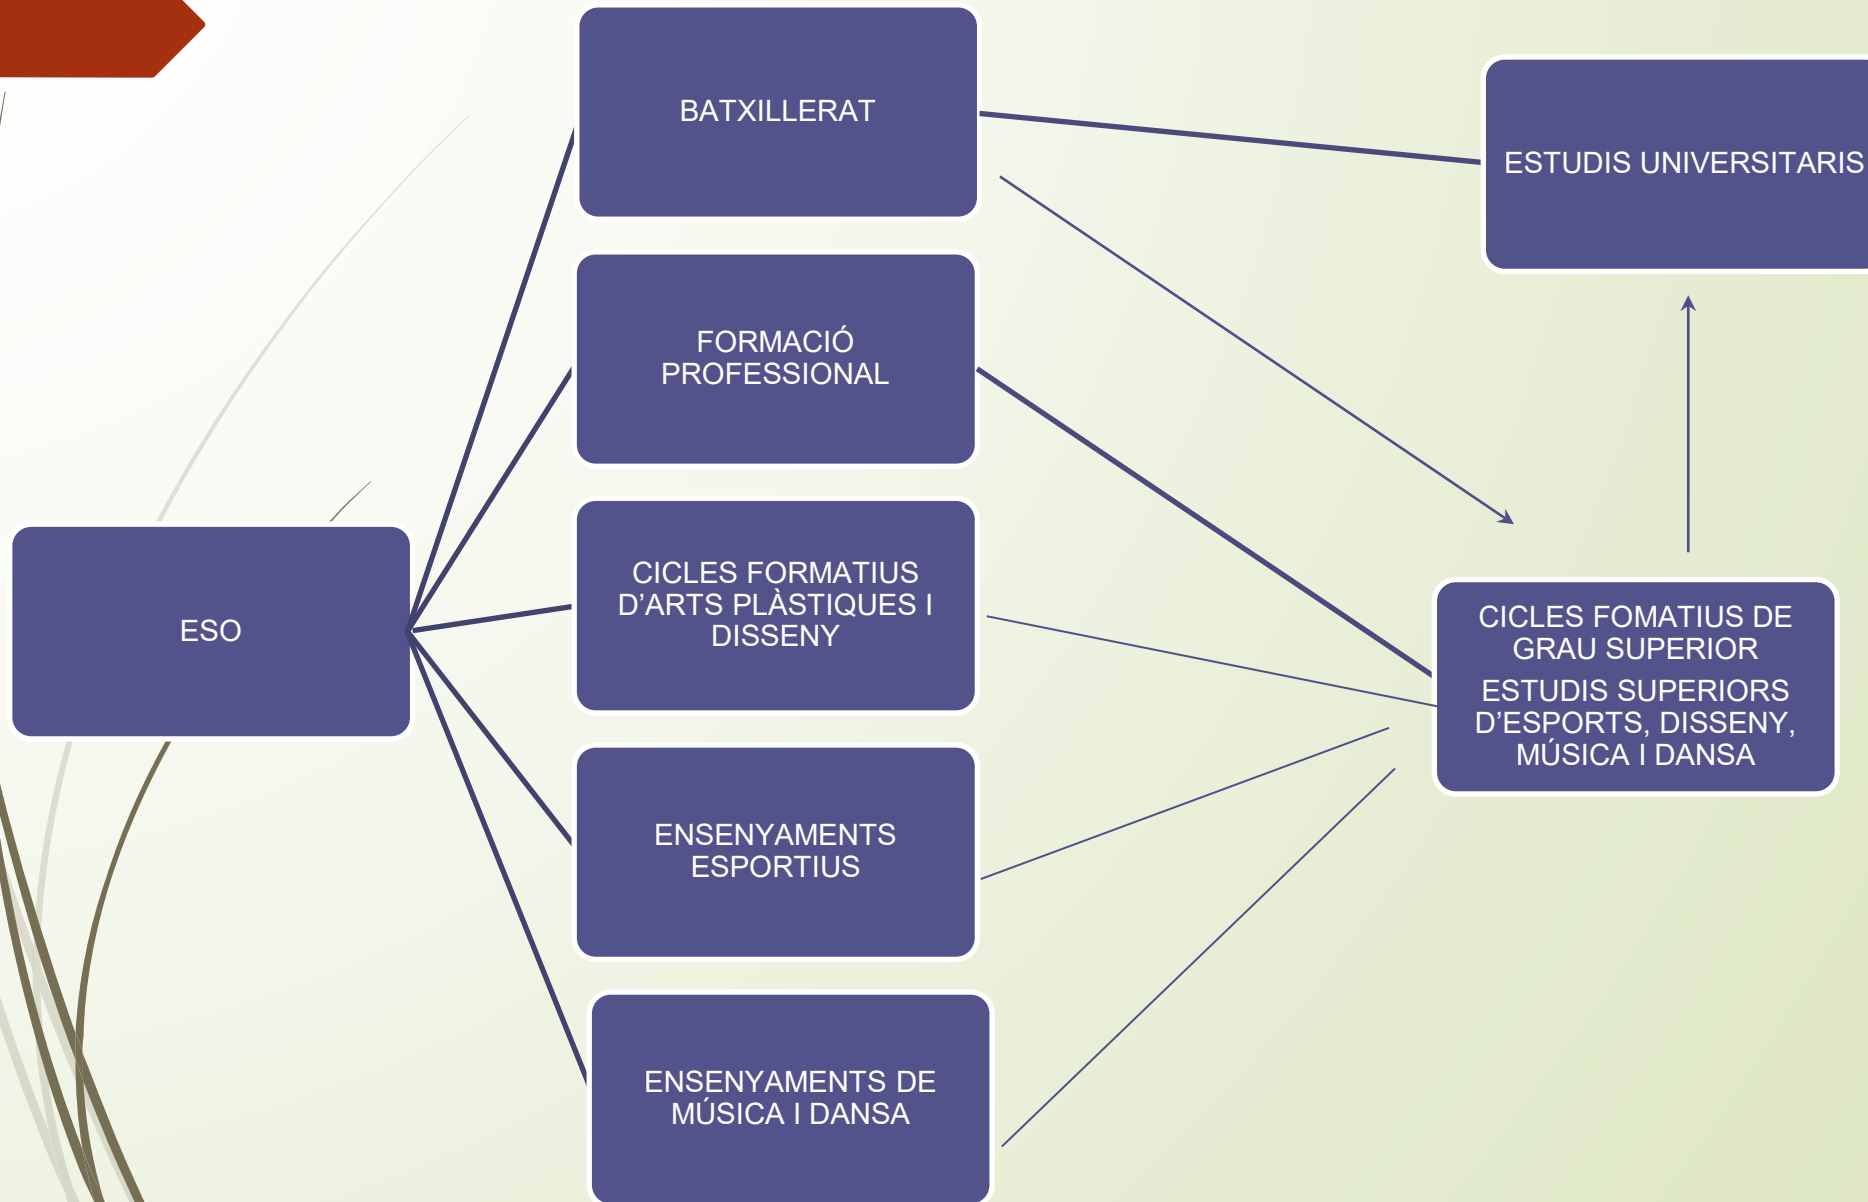 BATXILLERAT
ESTUDIS UNIVERSITARIS
FORMACIÓ
PROFESSIONAL
CICLES FORMATIUS
D’ARTS PLÀSTIQUES I
DISSENY
ESO
CICLES FOMATIUS DE
GRAU SUPERIOR
ESTUDIS SUPERIORS
D’ESPORTS, DISSENY,
MÚSICA I DANSA
ENSENYAMENTS
ESPORTIUS
ENSENYAMENTS DE
MÚSICA I DANSA